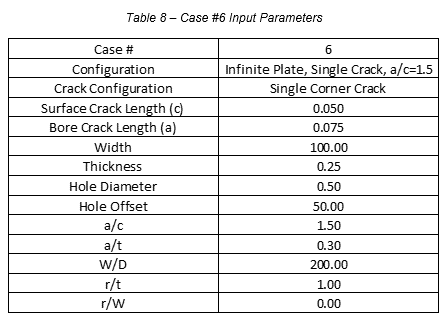 Table 8 – Case #6 Input Parameters
Case # 6
Configuration Infinite Plate, Single Crack, a/c=1.5
Crack Configuration Single Corner Crack
Surface Crack Length (c) 0.050
Bore Crack Length (a) 0.075
Width 100.00
Thickness 0.25
Hole Diameter 0.50
Hole Offset 50.00
a/c 1.50
a/t 0.30
W/D 200.00
r/t 1.00
r/W 0.00